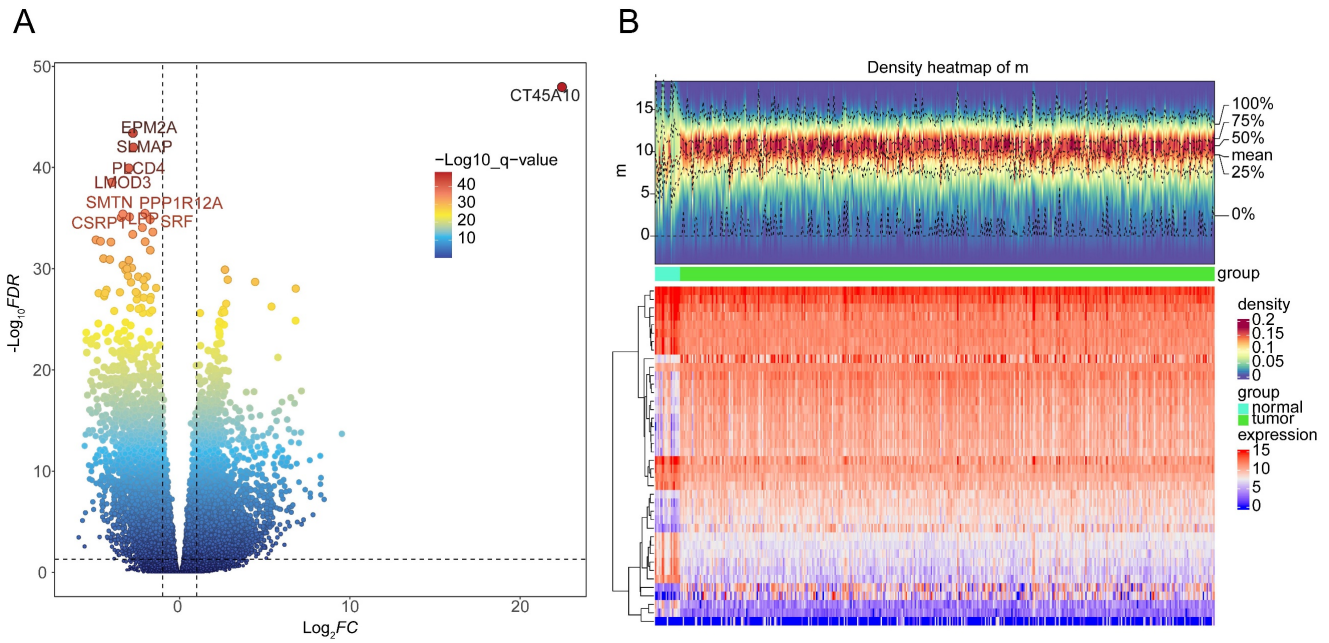 A
B
50
40
30
20
10
0
-Log10FDR
0
10
20
Log2FC
CT45A10
EPM2A
SLMAP
PLCD4
LMOD3
SMTN
PPP1R12A
CSRP1
LPP
SRF
−Log10_q−value
40
30
20
10
Density heatmap of m
15
10
5
0
m
100%
75%
50%
mean
25%
0%
group
density
0.2
0.15
0.1
0.05
0
group
normal
tumor
expression
15
10
5
0